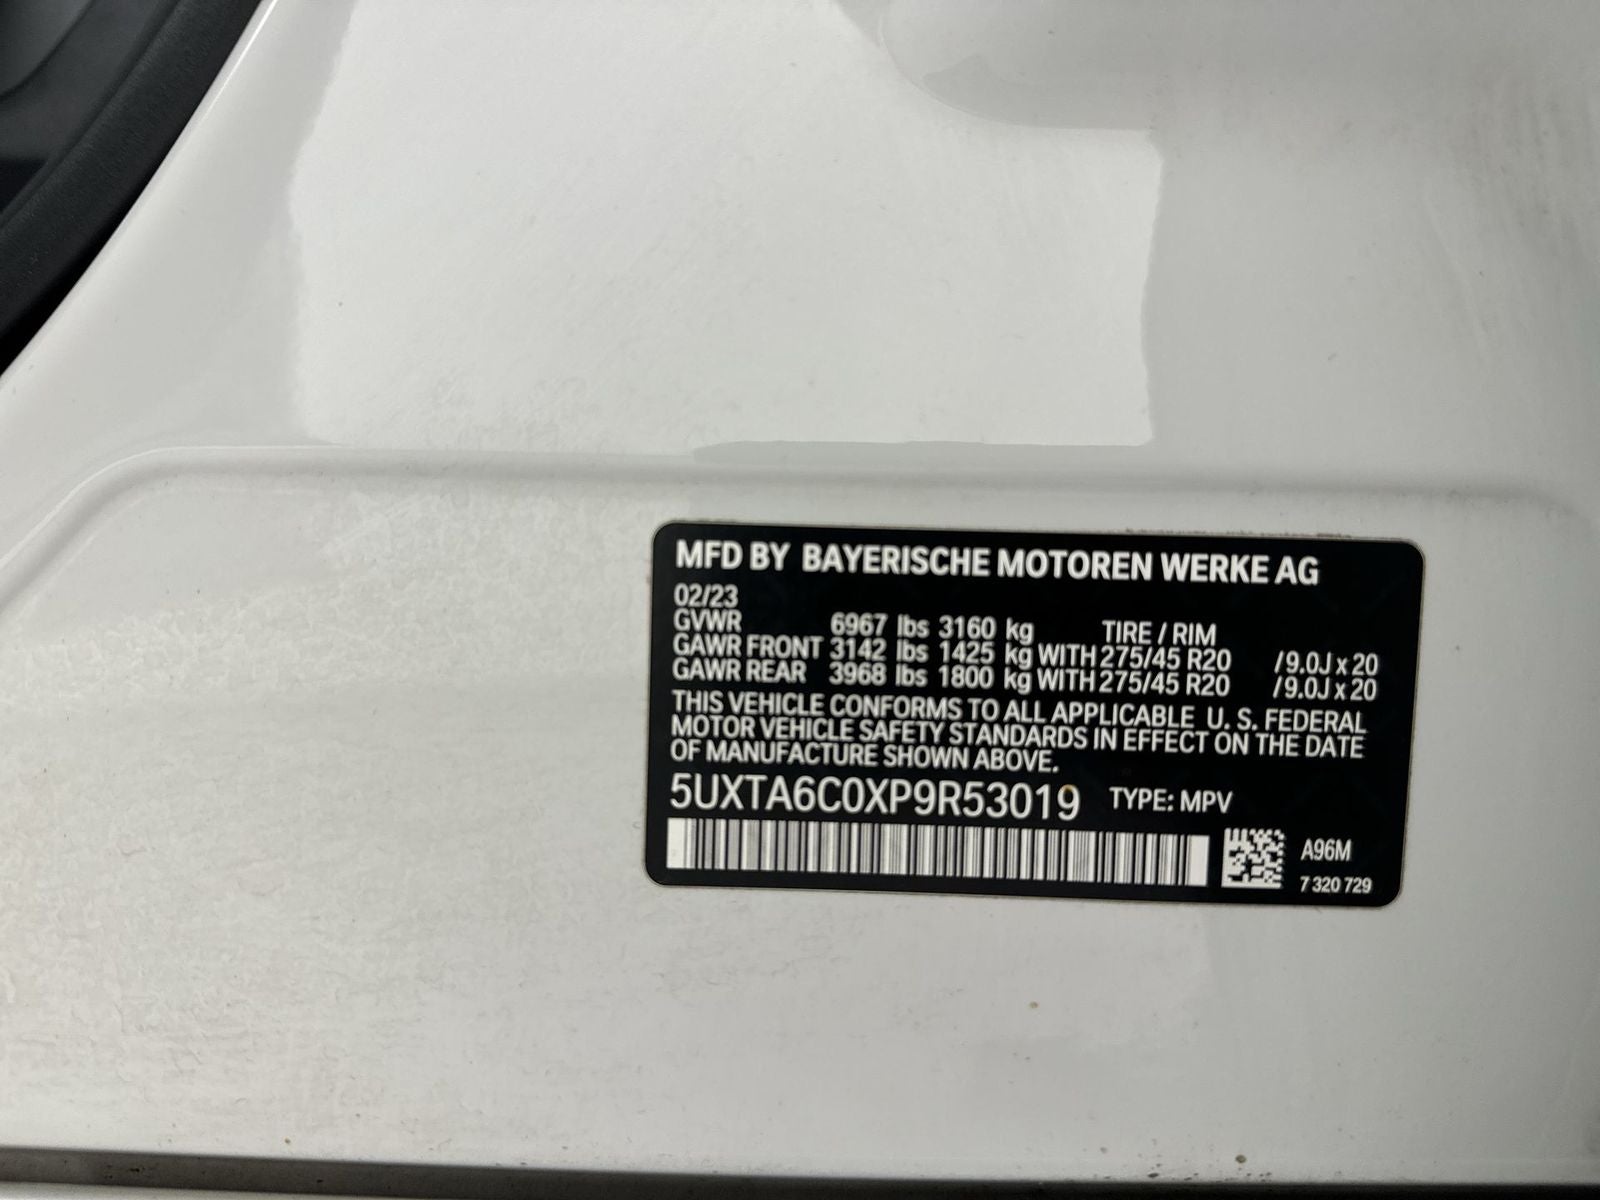 MFD BY BAYERISCHE MOTOREN WERKE AG
02/23
GVWR 6967 lbs 3160 kg TIRE / RIM
GAWR FRONT 3142 lbs 1425 kg WITH 275/45 R20 /9.0J x 20
GAWR REAR 3968 lbs 1800 kg WITH 275/45 R20 /9.0J x 20
THIS VEHICLE CONFORMS TO ALL APPLICABLE U. S. FEDERAL
MOTOR VEHICLE SAFETY STANDARDS IN EFFECT ON THE DATE
OF MANUFACTURE SHOWN ABOVE.
5UXTA6C0XP9R53019 TYPE: MPV
A96M
7 320 729